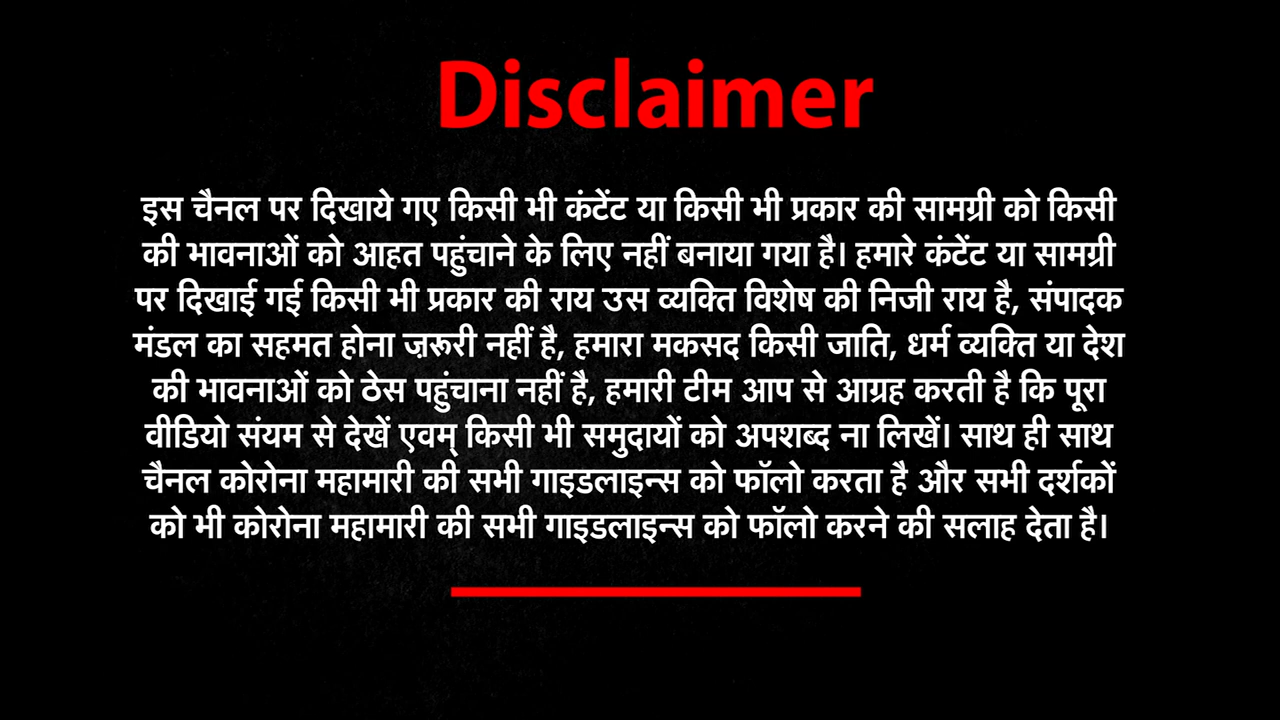 Disclaimer
इस चैनल पर दिखाये गए किसी भी कंटेंट या किसी भी प्रकार की सामग्री को किसी
की भावनाओं को आहत पहुंचाने के लिए नहीं बनाया गया है। हमारे कंटेंट या सामग्री
पर दिखाई गई किसी भी प्रकार की राय उस व्यक्ति विशेष की निजी राय है, संपादक
मंडल का सहमत होना ज़रूरी नहीं है, हमारा मकसद किसी जाति, धर्म व्यक्ति या देश
की भावनाओं को ठेस पहुंचाना नहीं है, हमारी टीम आप से आग्रह करती है कि पूरा
वीडियो संयम से देखें एवम् किसी भी समुदायों को अपशब्द ना लिखें। साथ ही साथ
चैनल कोरोना महामारी की सभी गाइडलाइन्स को फॉलो करता है और सभी दर्शकों
को भी कोरोना महामारी की सभी गाइडलाइन्स को फॉलो करने की सलाह देता है।